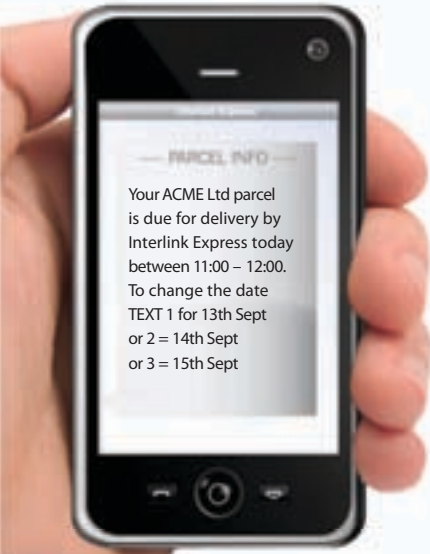 PARCEL INFO
Your ACME Ltd parcel
is due for delivery by
Interlink Express today
between 11:00 – 12:00.
To change the date
TEXT 1 for 13th Sept
or 2 = 14th Sept
or 3 = 15th Sept